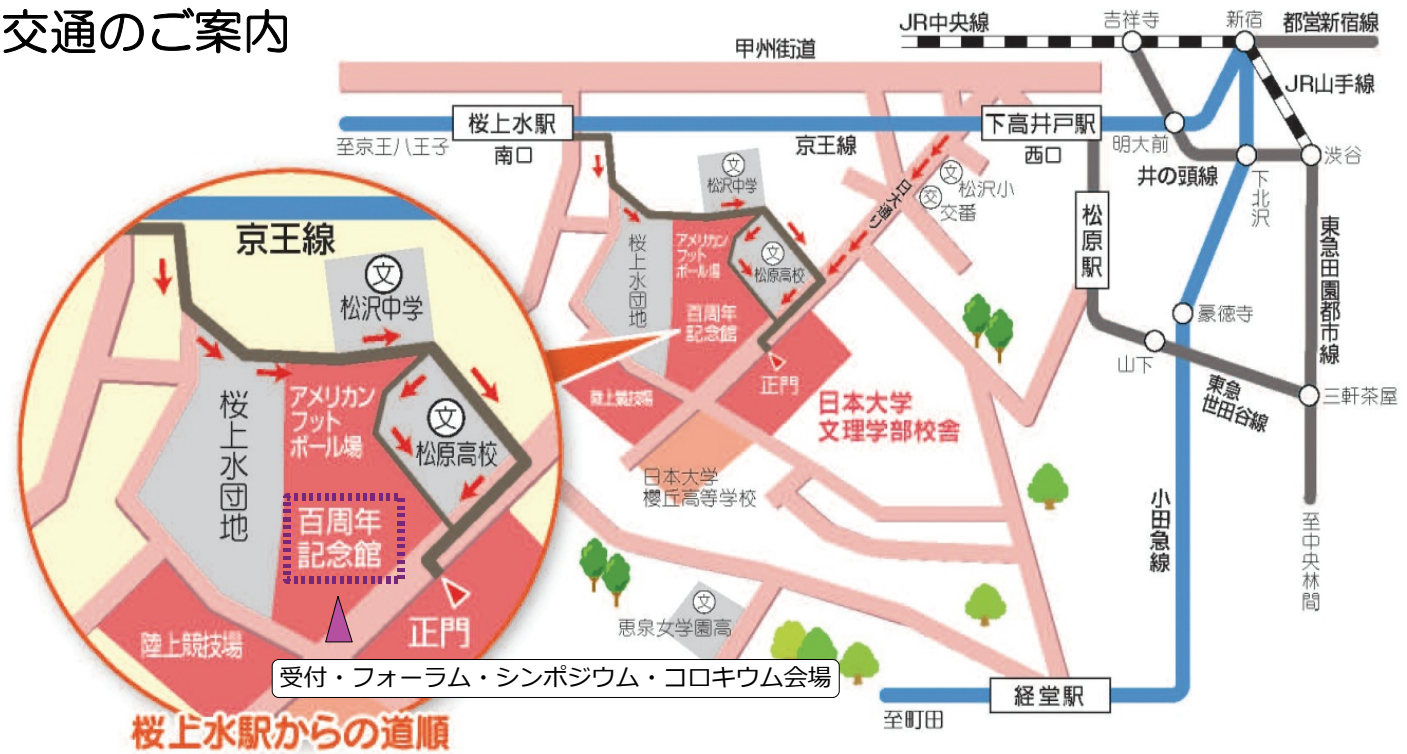 交通のご案内
JR中央線
吉祥寺
新宿
都営新宿線
甲州街道
JR山手線
桜上水駅
下高井戸駅
至京王八王子
南口
京王線
西口
明大前
渋谷
井の頭線
下北沢
文
松沢中学
文
松沢小
交
交番
日大通り
松原駅
東急田園都市線
京王線
桜上水団地
アメリカン
フット
ボール場
文
松原高校
文
松沢中学
百周年
記念館
豪徳寺
山下
正門
陸上競技場
日本大学
文理学部校舎
東急
世田谷線
三軒茶屋
アメリカン
フット
ボール場
文
松原高校
桜上水団地
日本大学
櫻丘高等学校
百周年
記念館
小田急線
至中央林間
文
恵泉女学園高
正門
陸上競技場
受付・フォーラム・シンポジウム・コロキウム会場
経堂駅
至町田
桜上水駅からの道順